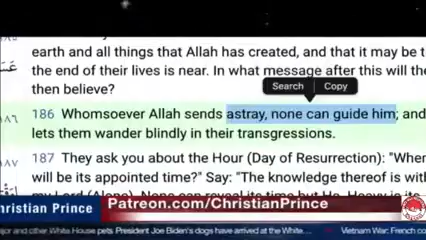 earth and all things that Allah has created, and that it may be t
the end of their lives is near. In what message after this will the
then believe?
Search
Copy
186 Whomsoever Allah sends astray, none can guide him; and
lets them wander blindly in their transgressions.
187 They ask you about the Hour (Day of Resurrection): "Wher
will be its appointed time?" Say: "The knowledge thereof is with
my Lord (Alone). None can reveal its time but He. Heavy is its
hristian Prince
Patreon.com/ChristianPrince
ajor and other White House pets President Joe Biden's dogs have arrived at the White...
Vietnam War: French co